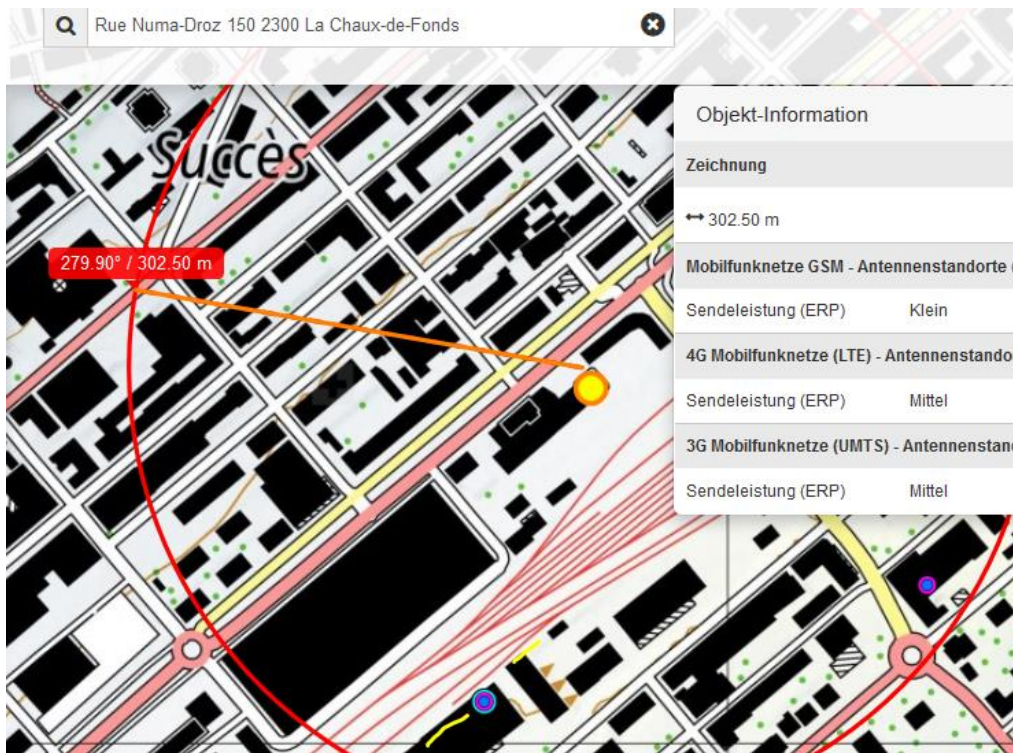 Rue Numa-Droz 150 2300 La Chaux-de-Fonds
Objekt-Information
Succès
Zeichnung
↔ 302.50 m
279.90° / 302.50 m
Mobilfunknetze GSM - Antennenstandorte (
Sendeleistung (ERP) Klein
4G Mobilfunknetze (LTE) - Antennenstando
Sendeleistung (ERP) Mittel
3G Mobilfunknetze (UMTS) - Antennenstand
Sendeleistung (ERP) Mittel